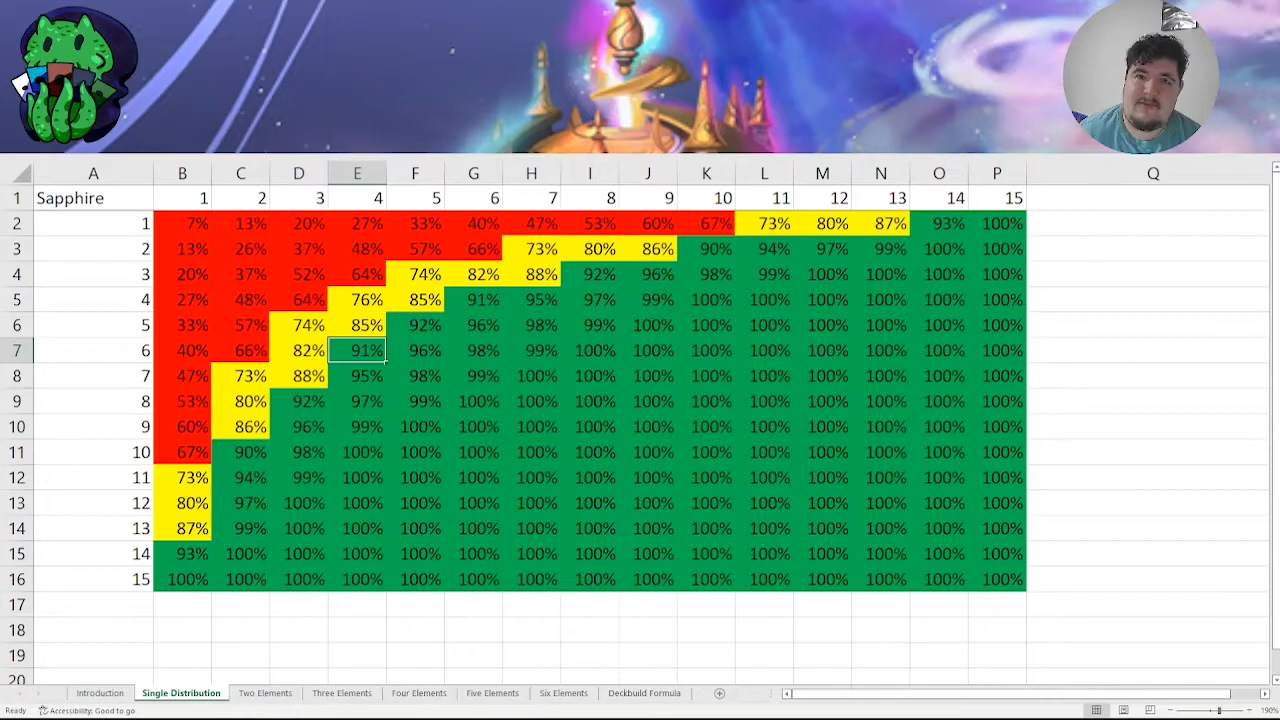 A B C D E F G H I J K L M N O P Q
1 Sapphire 1 2 3 4 5 6 7 8 9 10 11 12 13 14 15
2 1 7% 13% 20% 27% 33% 40% 47% 53% 60% 67% 73% 80% 87% 93% 100%
3 2 13% 26% 37% 48% 57% 66% 73% 80% 86% 90% 94% 97% 99% 100% 100%
4 3 20% 37% 52% 64% 74% 82% 88% 92% 96% 98% 99% 100% 100% 100% 100%
5 4 27% 48% 64% 76% 85% 91% 95% 97% 99% 100% 100% 100% 100% 100% 100%
6 5 33% 57% 74% 85% 92% 96% 98% 99% 100% 100% 100% 100% 100% 100% 100%
7 6 40% 66% 82% 91% 96% 98% 99% 100% 100% 100% 100% 100% 100% 100% 100%
8 7 47% 73% 88% 95% 98% 99% 100% 100% 100% 100% 100% 100% 100% 100% 100%
9 8 53% 80% 92% 97% 99% 100% 100% 100% 100% 100% 100% 100% 100% 100% 100%
10 9 60% 86% 96% 99% 100% 100% 100% 100% 100% 100% 100% 100% 100% 100% 100%
11 10 67% 90% 98% 100% 100% 100% 100% 100% 100% 100% 100% 100% 100% 100% 100%
12 11 73% 94% 99% 100% 100% 100% 100% 100% 100% 100% 100% 100% 100% 100% 100%
13 12 80% 97% 100% 100% 100% 100% 100% 100% 100% 100% 100% 100% 100% 100% 100%
14 13 87% 99% 100% 100% 100% 100% 100% 100% 100% 100% 100% 100% 100% 100% 100%
15 14 93% 100% 100% 100% 100% 100% 100% 100% 100% 100% 100% 100% 100% 100% 100%
16 15 100% 100% 100% 100% 100% 100% 100% 100% 100% 100% 100% 100% 100% 100% 100%
17
18
19
20
Introduction Single Distribution Two Elements Three Elements Four Elements Five Elements Six Elements Deckbuild Formula
Ready Accessibility: Good to go 190%